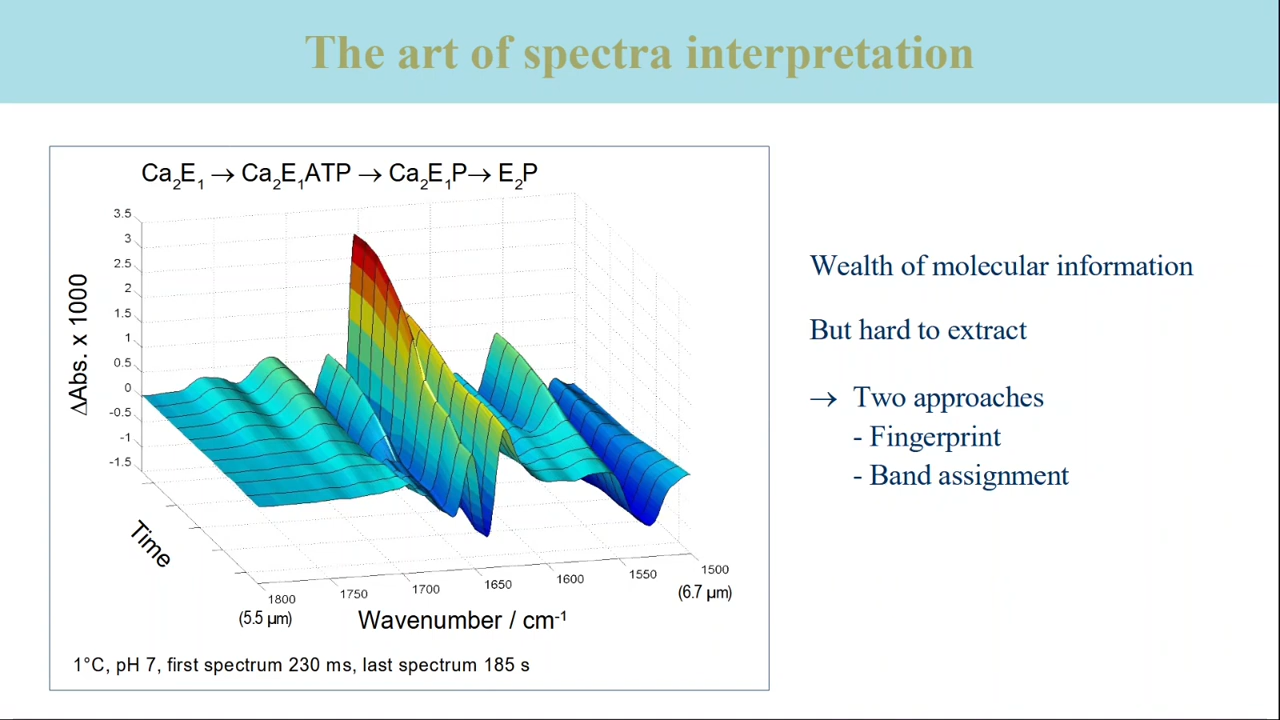 The art of spectra interpretation
Ca₂E₁ → Ca₂E₁ATP → Ca₂E₁P→ E₂P
3.5
3
2.5
2
1.5
1
0.5
0
-0.5
-1
-1.5
ΔAbs. x 1000
Time
1800
1750
1700
1650
1600
1550
1500
(5.5 µm)
(6.7 µm)
Wavenumber / cm⁻¹
1°C, pH 7, first spectrum 230 ms, last spectrum 185 s
Wealth of molecular information
But hard to extract
→ Two approaches
- Fingerprint
- Band assignment